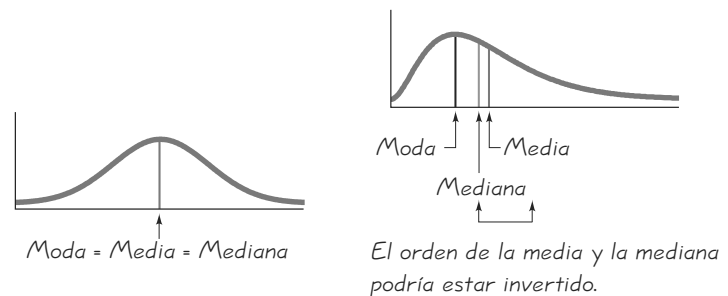 Moda = Media = Mediana
Moda
Media
Mediana
El orden de la media y la mediana
podría estar invertido.